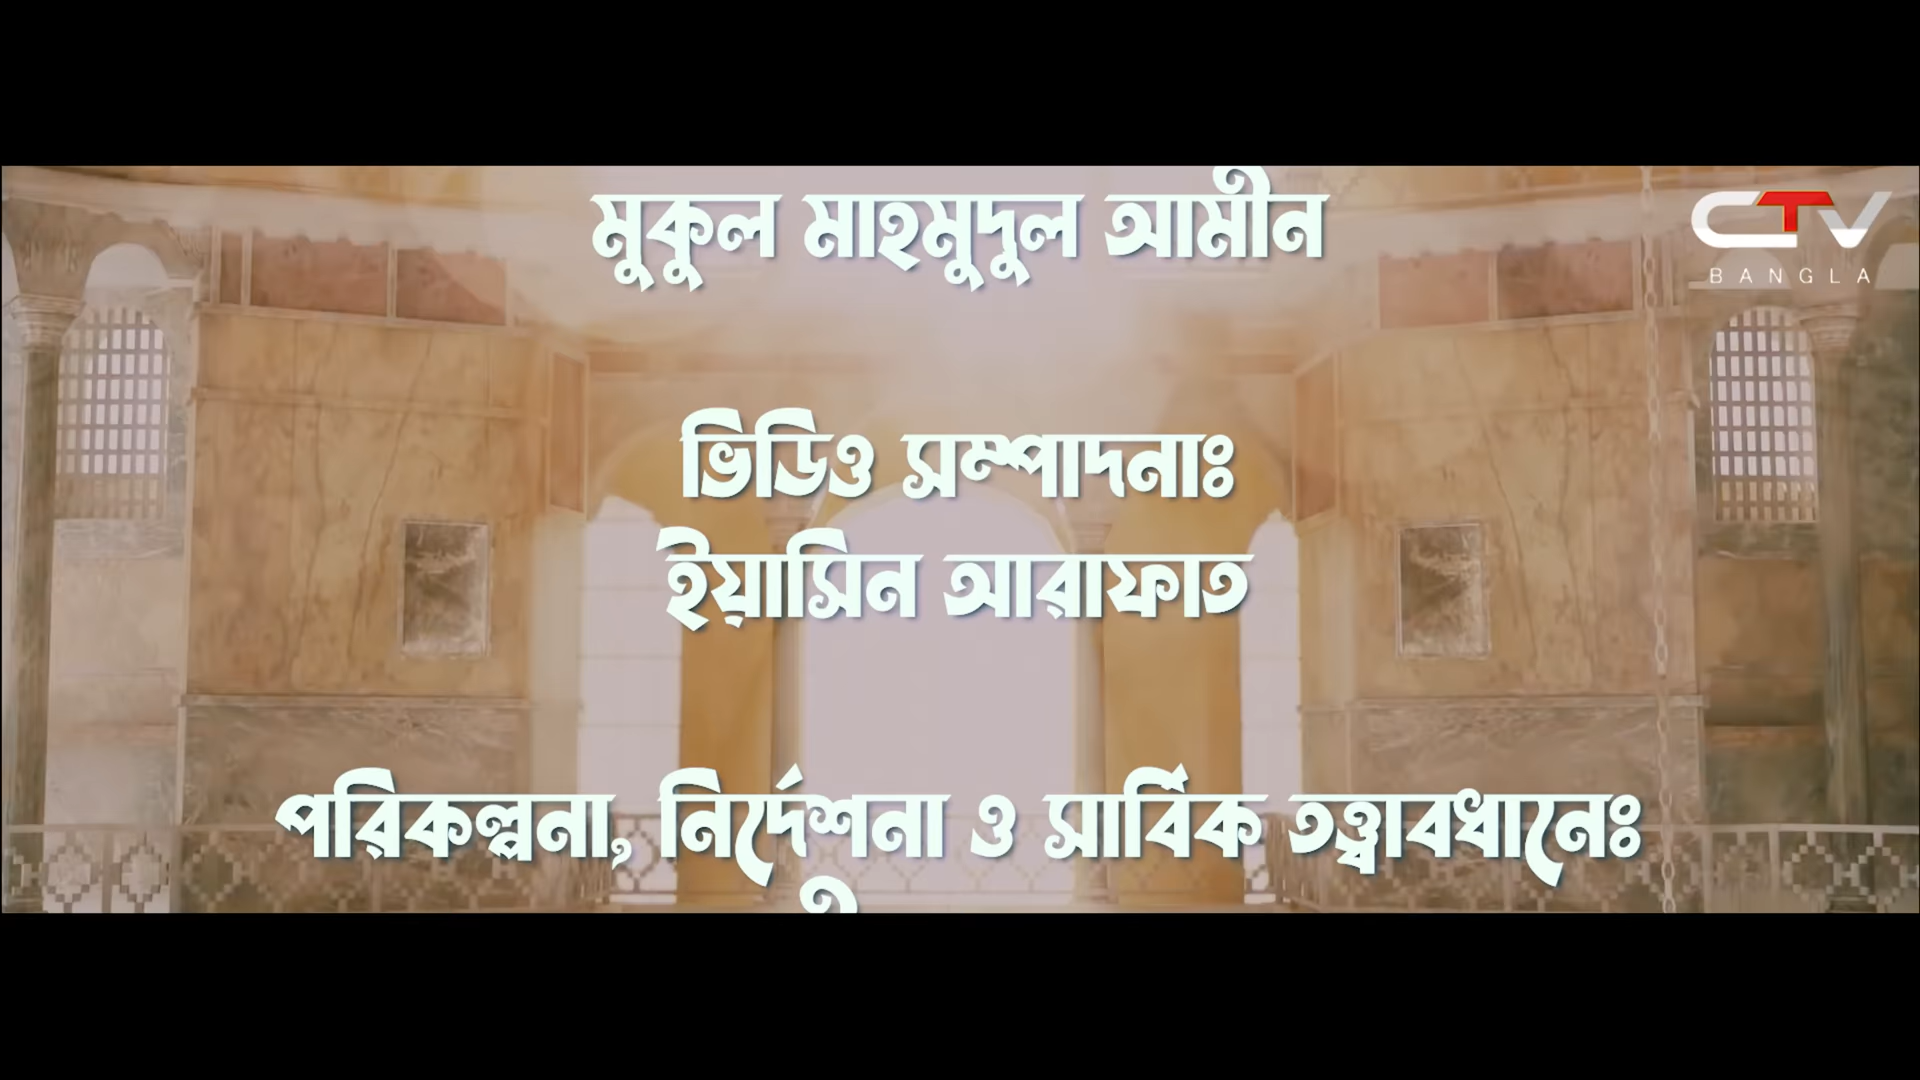 মুকুল মাহমুদুল আমীন
CTV
BANGLA
ভিডিও সম্পাদনাঃ
ইয়াসিন আরাফাত
পরিকল্পনা, নির্দেশনা ও সার্বিক তত্ত্বাবধানেঃ